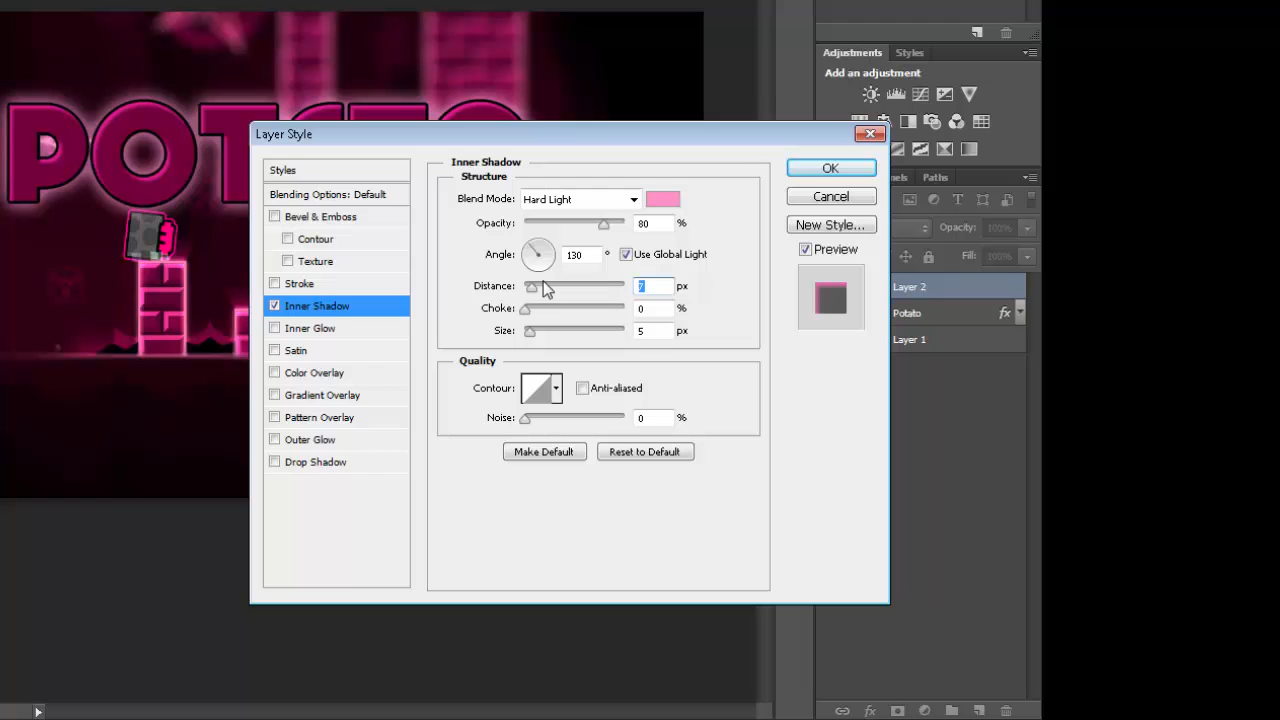 Adjustments Styles
Add an adjustment
POTATO
Layer Style
Styles
Blending Options: Default
Bevel & Emboss
Contour
Texture
Stroke
Inner Shadow
Inner Glow
Satin
Color Overlay
Gradient Overlay
Pattern Overlay
Outer Glow
Drop Shadow
Inner Shadow
Structure
Blend Mode: Hard Light
Opacity: 80 %
Angle: 130 ° Use Global Light
Distance: 7 px
Choke: 0 %
Size: 5 px
Quality
Contour: Anti-aliased
Noise: 0 %
Make Default Reset to Default
OK
Cancel
New Style...
Preview
nels Paths
Opacity: 100%
Fill: 100%
Layer 2
Potato fx
Layer 1
fx